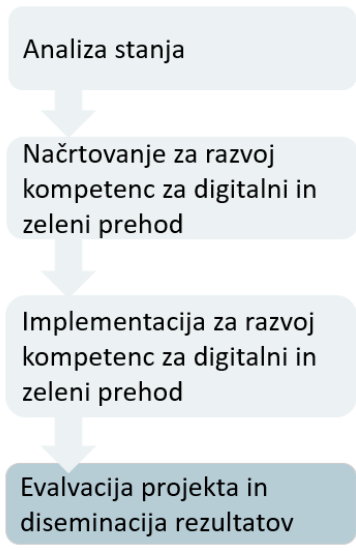 Analiza stanja
Načrtovanje za razvoj
kompetenc za digitalni in
zeleni prehod
Implementacija za razvoj
kompetenc za digitalni in
zeleni prehod
Evalvacija projekta in
diseminacija rezultatov